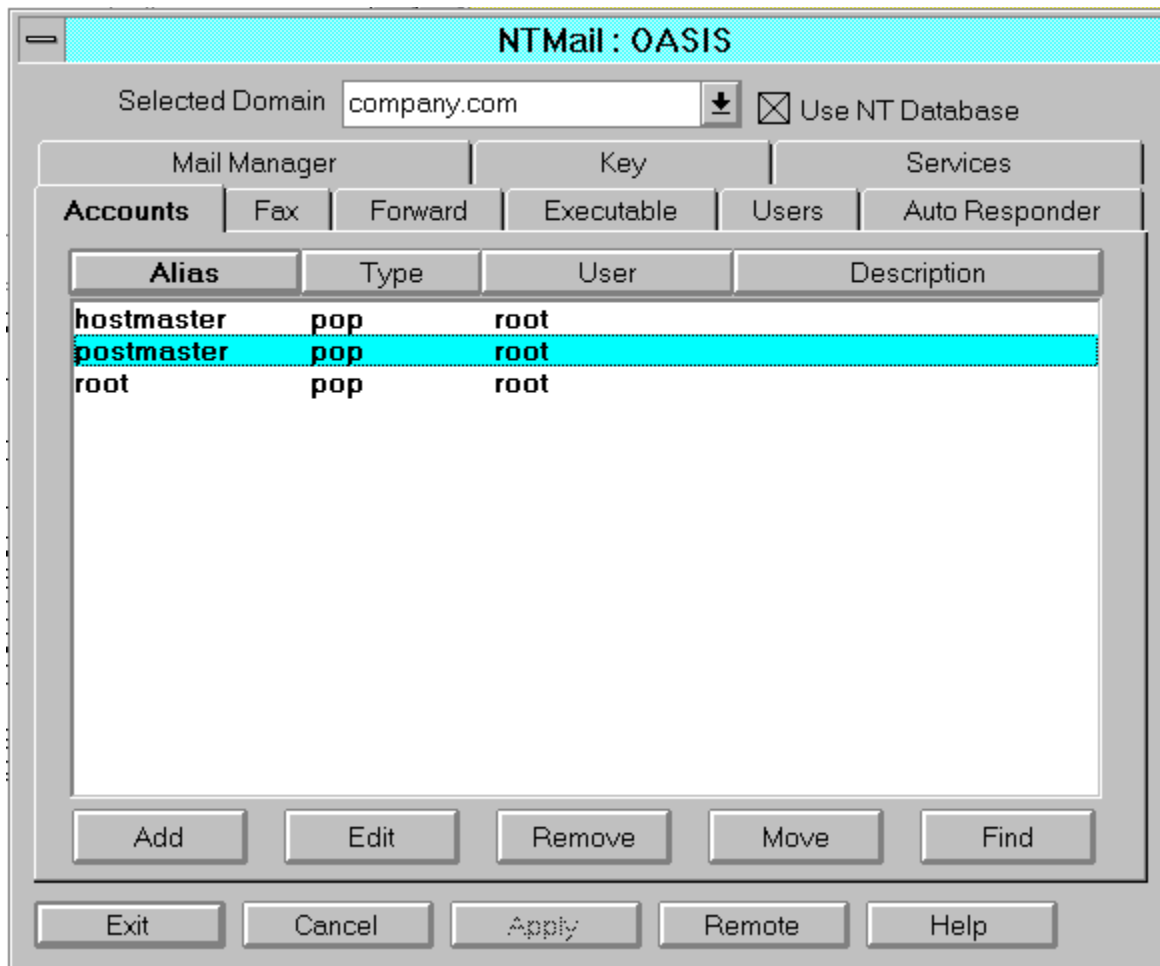 NTMail : OASIS
Selected Domain company.com Use NT Database
Mail Manager Key Services
Accounts Fax Forward Executable Users Auto Responder
Alias Type User Description
hostmaster pop root
postmaster pop root
root pop root
Add Edit Remove Move Find
Exit Cancel Apply Remote Help